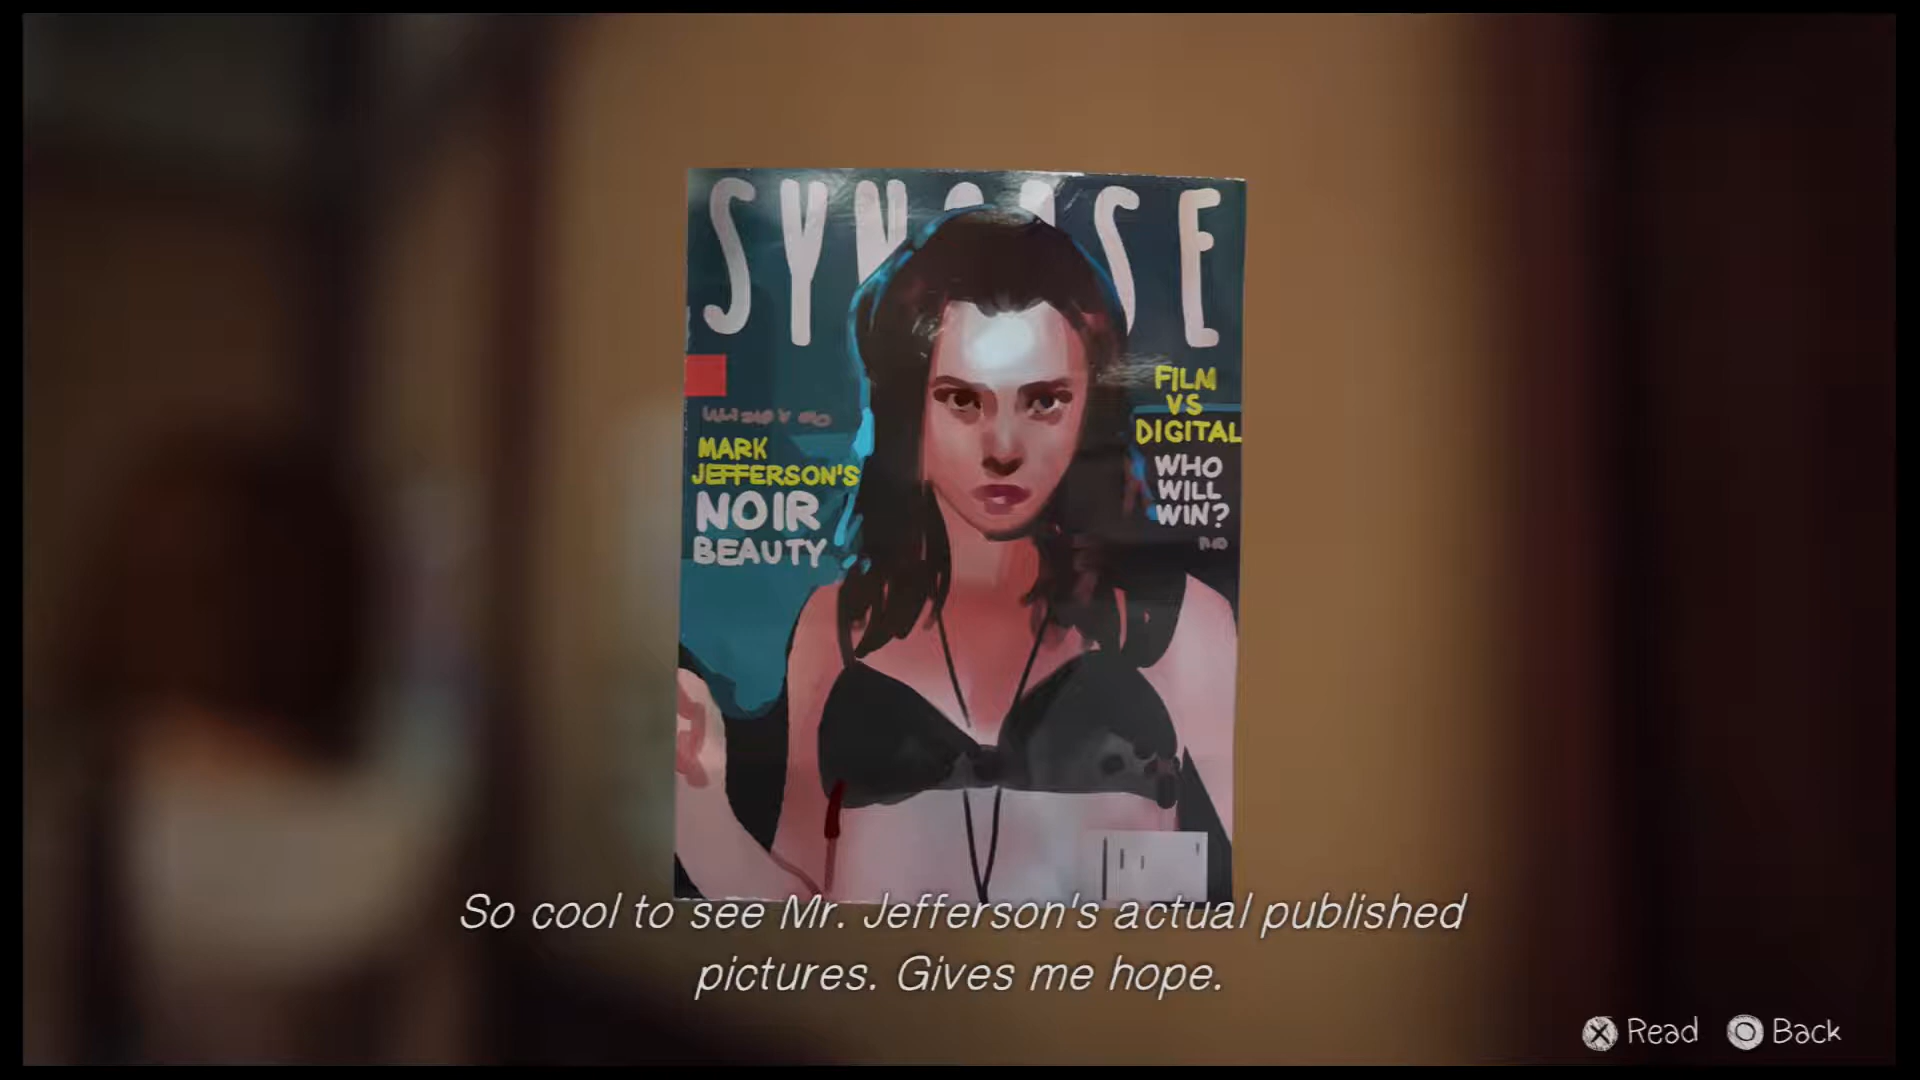 MARK
JEFFERSON'S
NOIR
BEAUTY
FILM
VS
DIGITAL
WHO
WILL
WIN?
So cool to see Mr. Jefferson's actual published
pictures. Gives me hope.
Read
Back